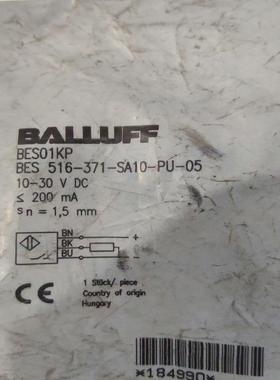 BALLUFF
BES01KP
BES 516-371-SA10-PU-05
10-30 V DC
≤ 200 mA
sn = 1,5 mm
BN +
BK
BU -
1 Stück/ piece
Country of origin
Hungary
CE
*184990*